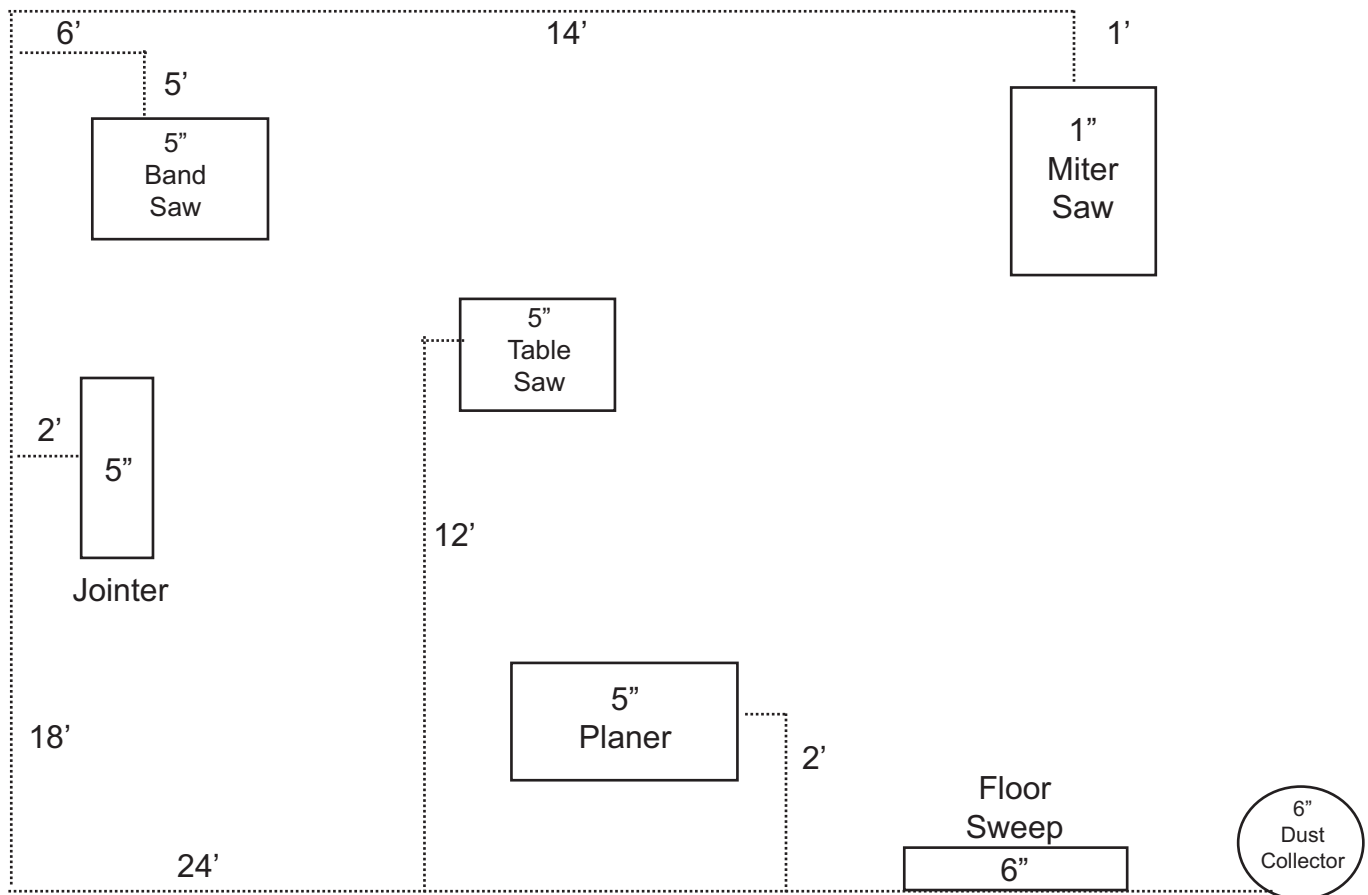 6’
14’
1’
5’
5”
Band
Saw
1”
Miter
Saw
5”
Table
Saw
2’
5”
Jointer
12’
5”
Planer
2’
18’
Floor
Sweep
6”
6”
Dust
Collector
24’